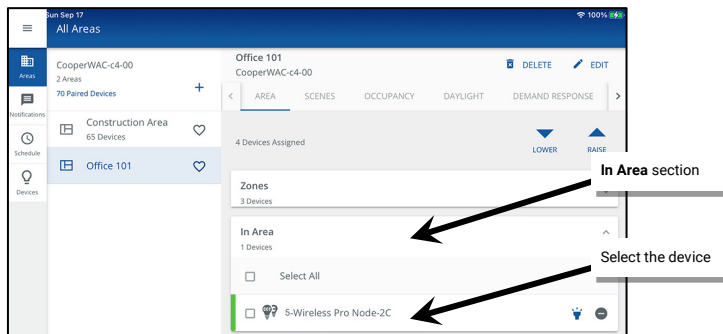 Sun Sep 17
100%
All Areas
Areas
Notifications
Schedule
Devices
CooperWAC-c4-00
2 Areas
70 Paired Devices
+
Construction Area
65 Devices
Office 101
Office 101
CooperWAC-c4-00
DELETE
EDIT
< AREA SCENES OCCUPANCY DAYLIGHT DEMAND RESPONSE >
4 Devices Assigned
LOWER
RAISE
Zones
3 Devices
In Area
1 Devices
Select All
5-Wireless Pro Node-2C
In Area section
Select the device